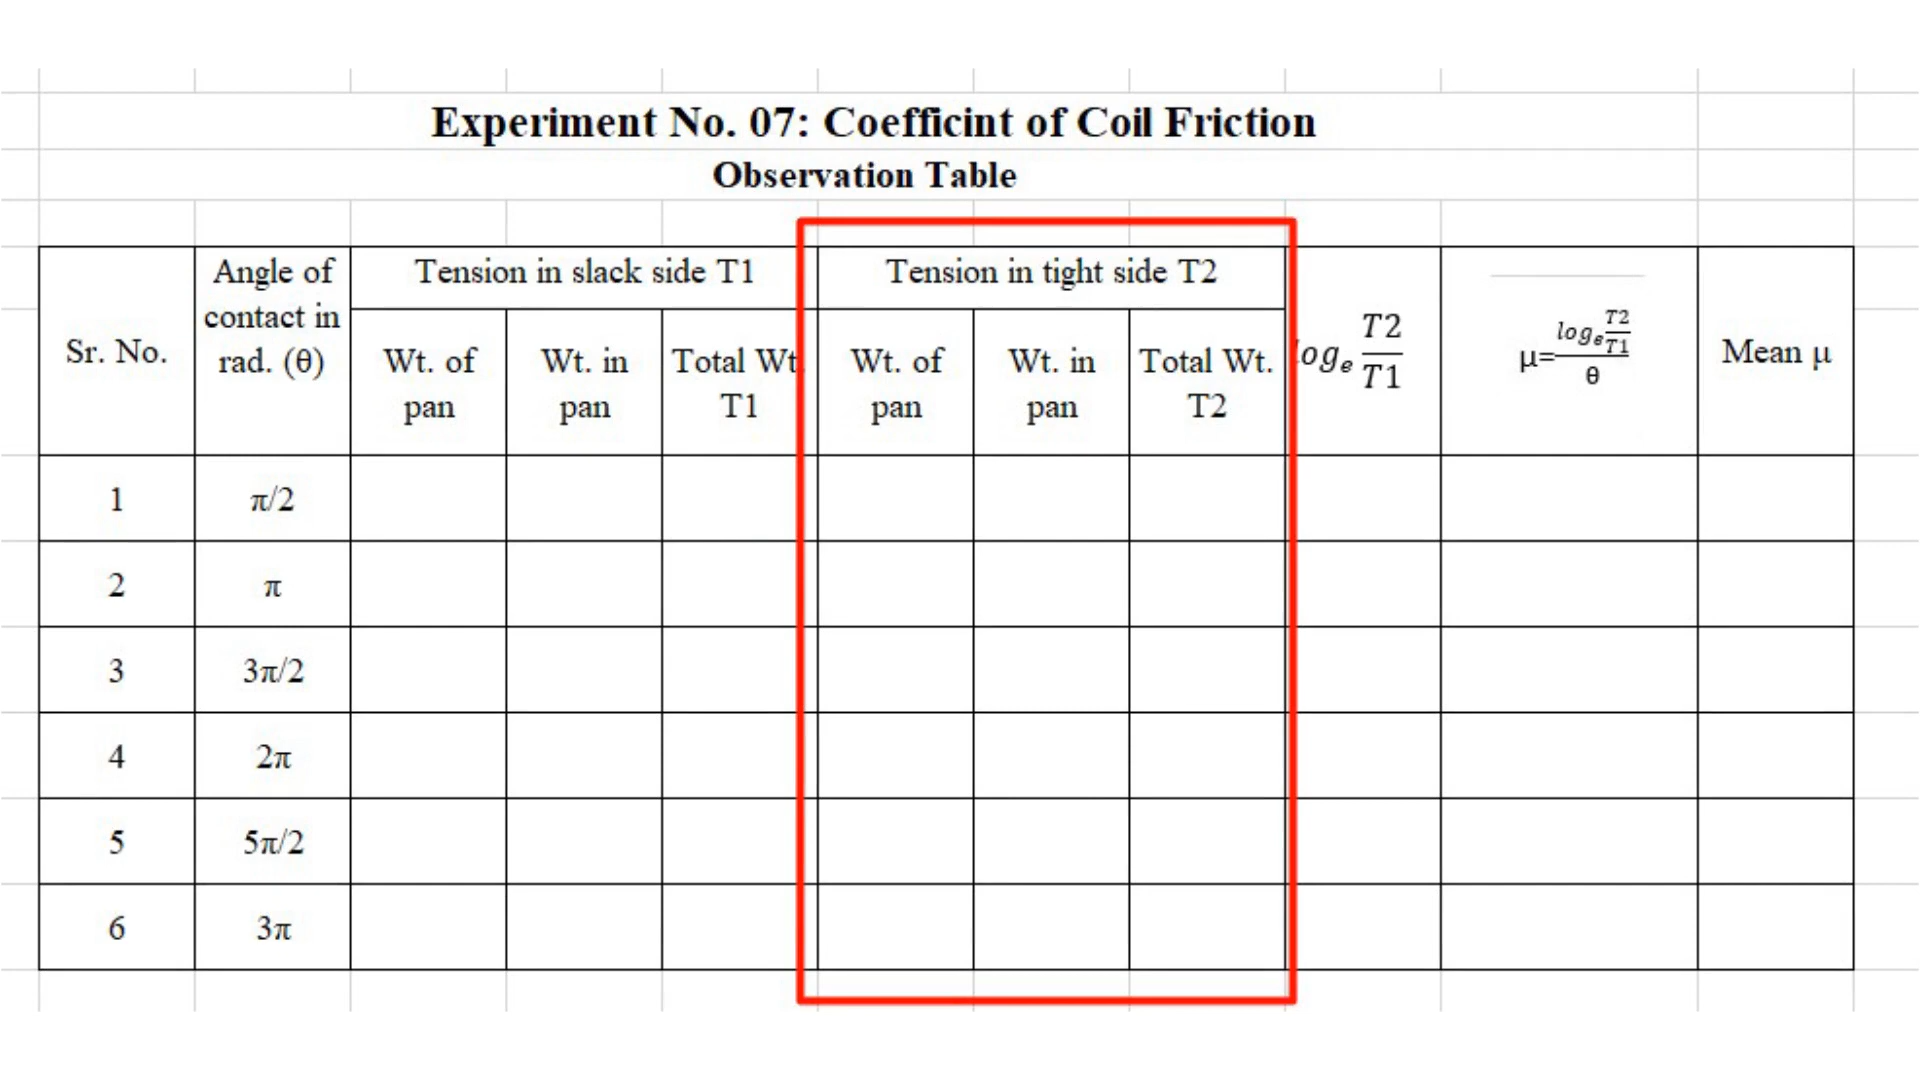 Experiment No. 07: Coefficint of Coil Friction
Observation Table
Sr. No.
Angle of
contact in
rad. (θ)
Tension in slack side T1
Wt. of
pan
Wt. in
pan
Total Wt.
T1
Tension in tight side T2
Wt. of
pan
Wt. in
pan
Total Wt.
T2
logₑ T2/T1
μ=logₑ T2/T1 / θ
Mean μ
1 π/2
2 π
3 3π/2
4 2π
5 5π/2
6 3π